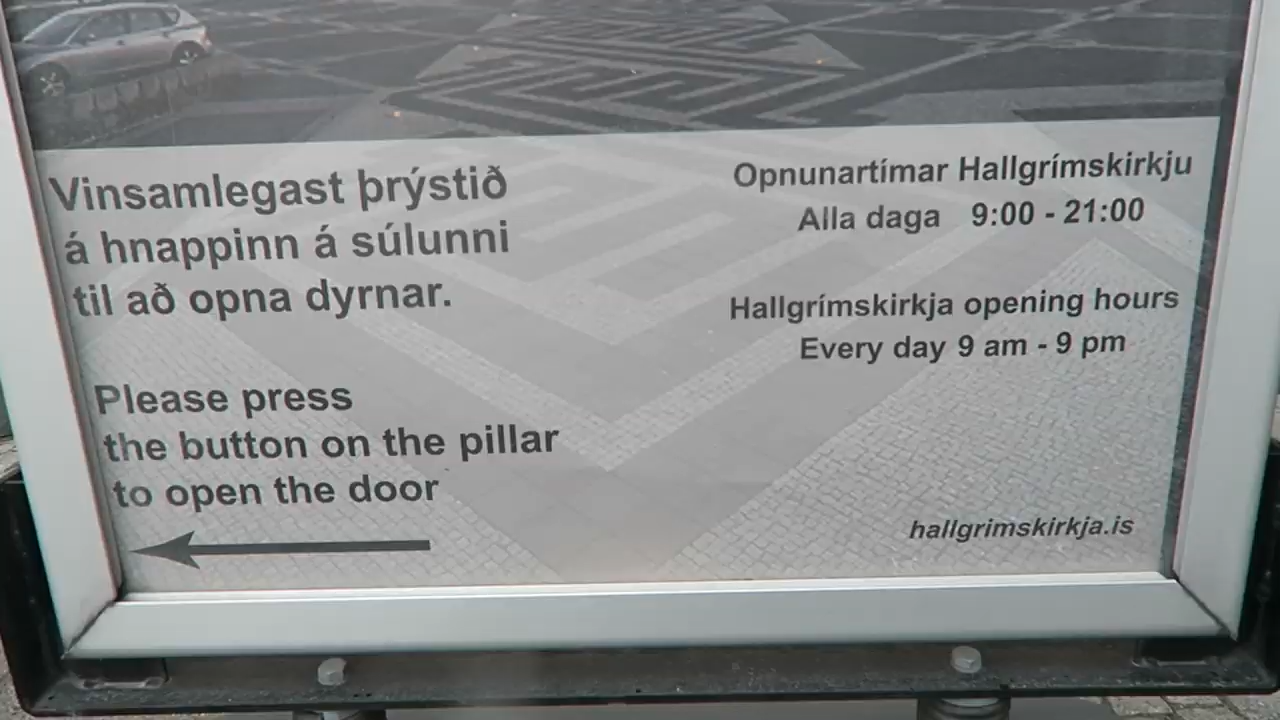 Vinsamlegast þrýstið
á hnappinn á súlunni
til að opna dyrnar.
Please press
the button on the pillar
to open the door
Opnunartímar Hallgrímskirkju
Alla daga 9:00 - 21:00
Hallgrímskirkja opening hours
Every day 9 am - 9 pm
hallgrimskirkja.is